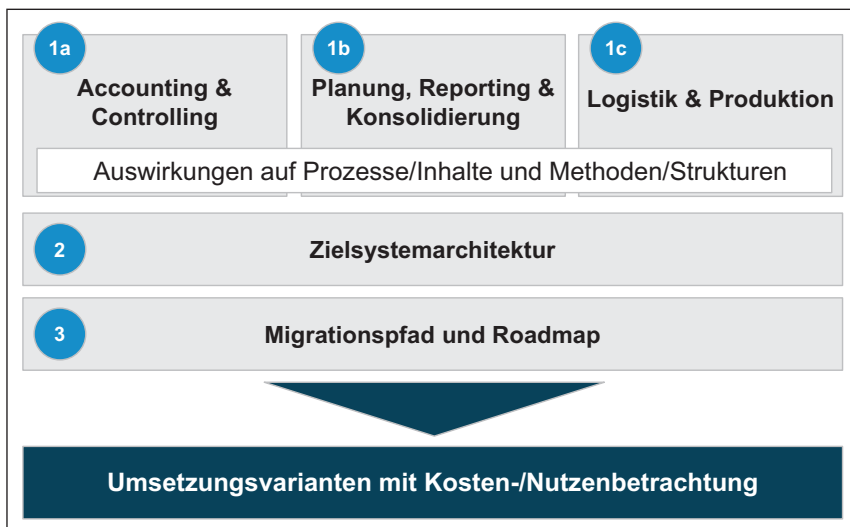 1a
Accounting &
Controlling
1b
Planung, Reporting &
Konsolidierung
1c
Logistik & Produktion
Auswirkungen auf Prozesse/Inhalte und Methoden/Strukturen
2
Zielsystemarchitektur
3
Migrationspfad und Roadmap
Umsetzungsvarianten mit Kosten-/Nutzenbetrachtung